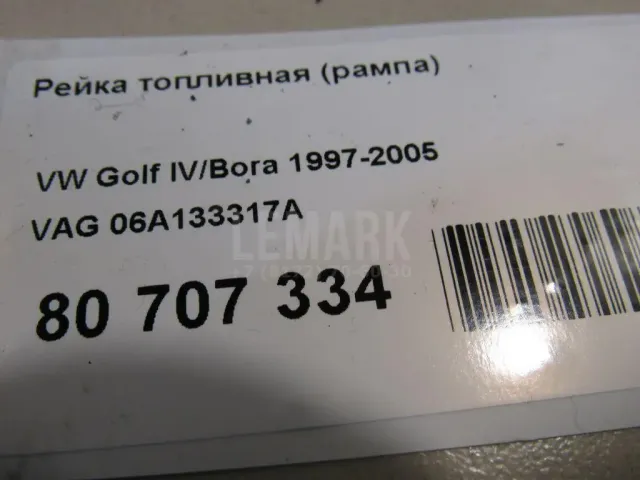 Рейка топливная (рампа)
VW Golf IV/Bora 1997-2005
VAG 06A133317A
LEMARK
80 707 334